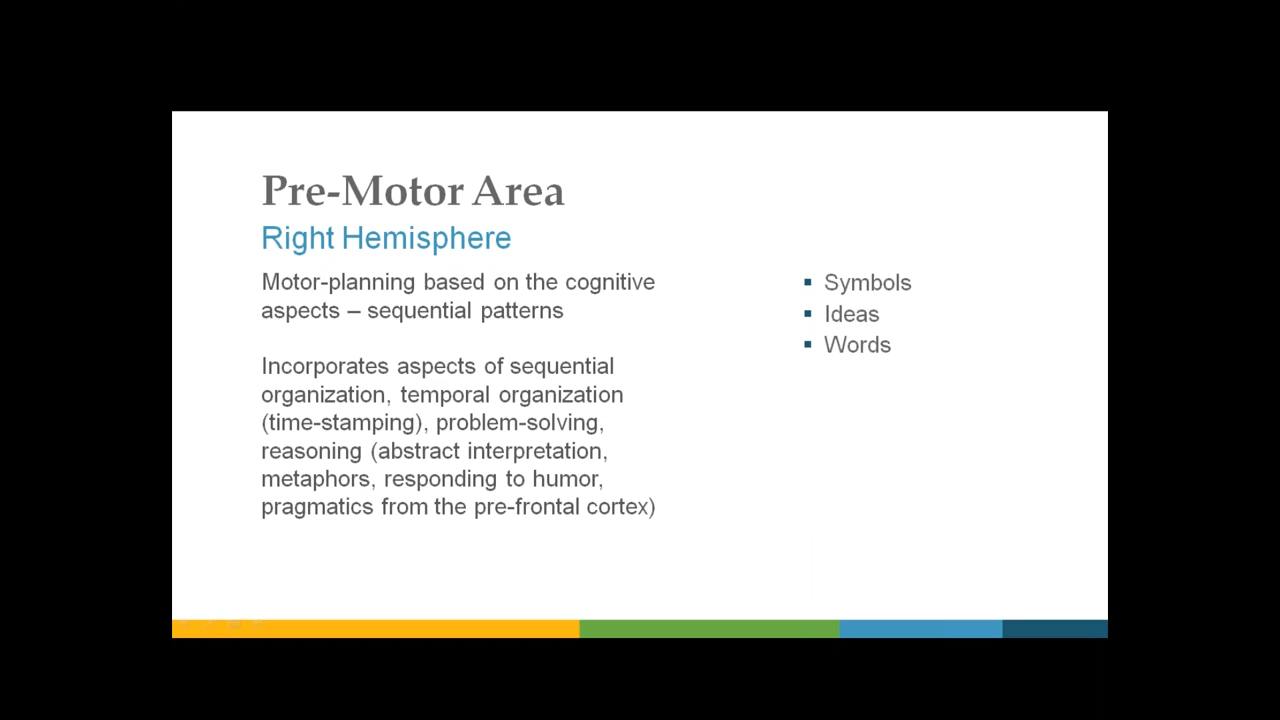 Pre-Motor Area
Right Hemisphere
Motor-planning based on the cognitive
aspects – sequential patterns
Incorporates aspects of sequential
organization, temporal organization
(time-stamping), problem-solving,
reasoning (abstract interpretation,
metaphors, responding to humor,
pragmatics from the pre-frontal cortex)
▪ Symbols
▪ Ideas
▪ Words